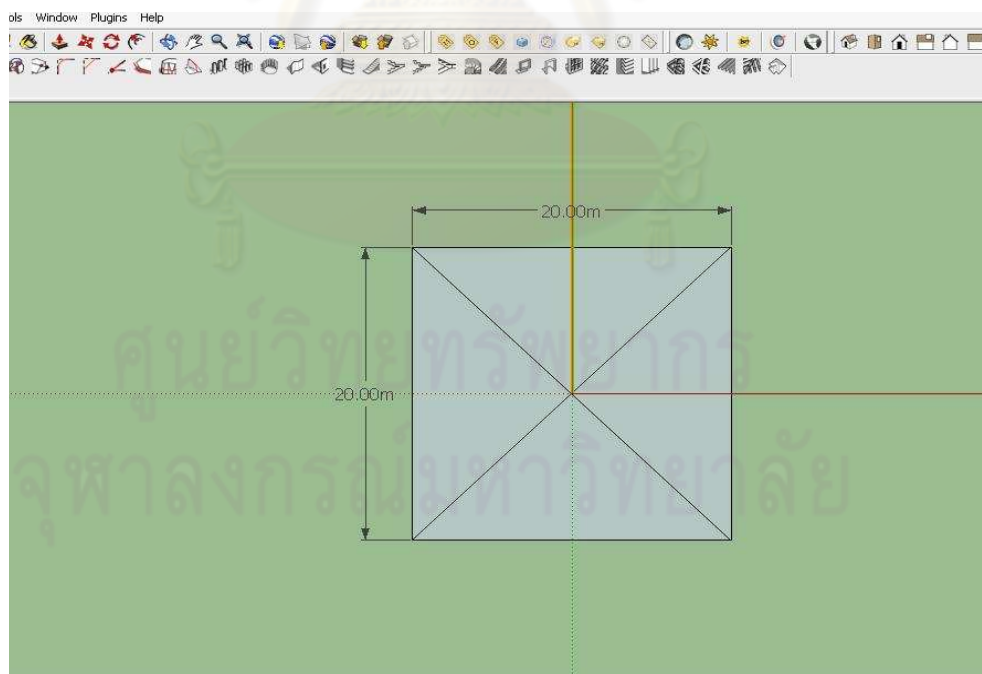 ols Window Plugins Help
20.00m
20.00m
ศูนย์วิทยทรัพยากร
จุฬาลงกรณ์มหาวิทยาลัย